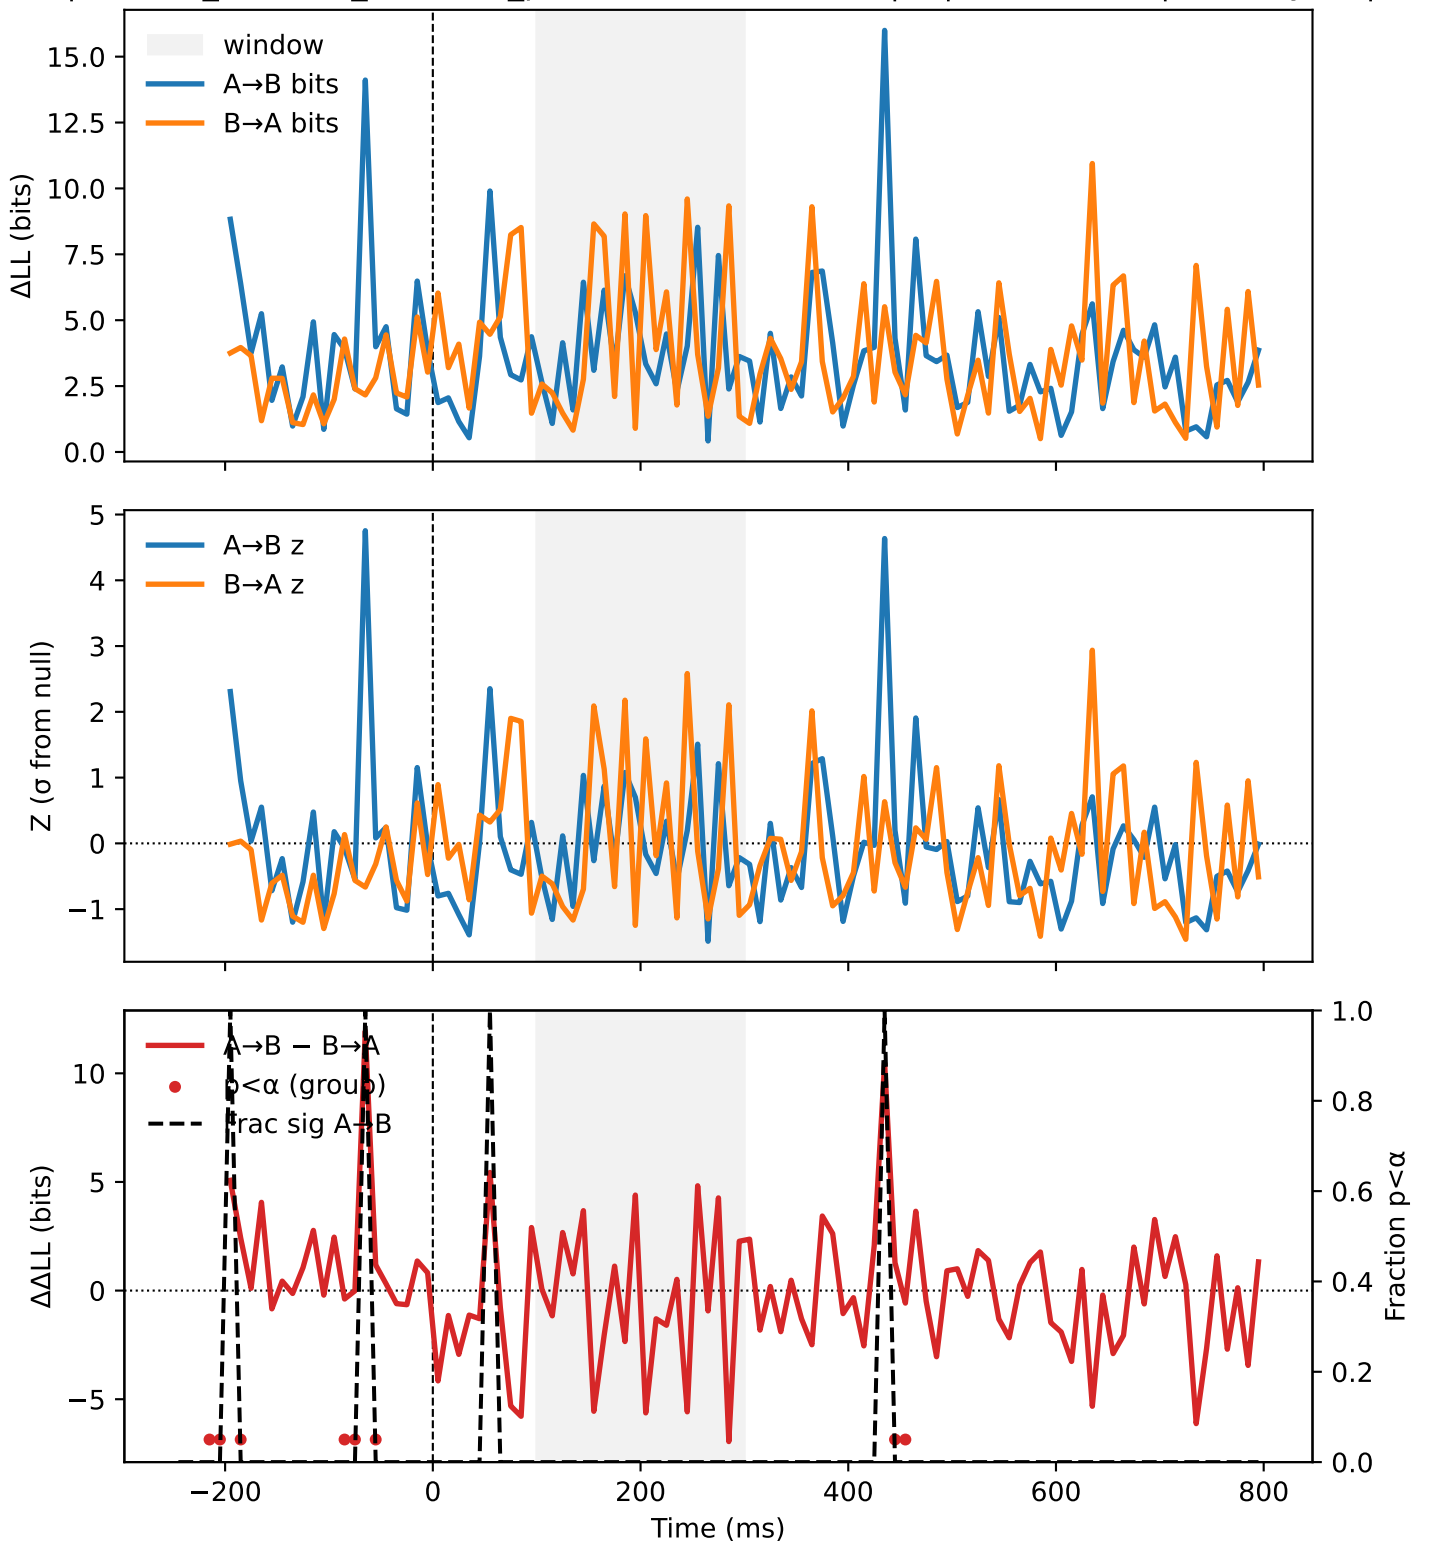 window
A→B bits
B→A bits
ΔLL (bits)
15.0
12.5
10.0
7.5
5.0
2.5
0.0
A→B z
B→A z
Z (σ from null)
5
4
3
2
1
0
−1
A→B − B→A
p<α (group)
Frac sig A→B
ΔΔLL (bits)
10
5
0
−5
1.0
0.8
0.6
0.4
0.2
0.0
Fraction p<α
−200
0
200
400
600
800
Time (ms)